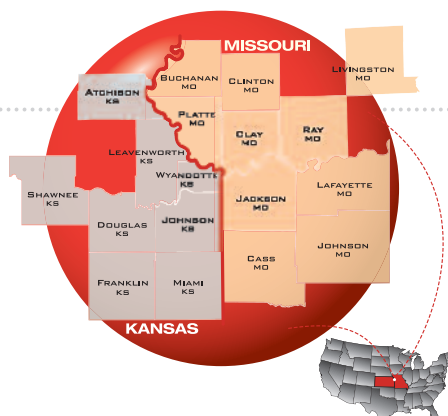 MISSOURI
LIVINGSTON
MO
BUCHANAN
MO
CLINTON
MO
ATCHISON
KS
PLATTE
MO
CLAY
MO
RAY
MO
LEAVENWORTH
KS
WYANDOTTE
KS
SHAWNEE
KS
JACKSON
MO
LAFAYETTE
MO
DOUGLAS
KS
JOHNSON
KS
JOHNSON
MO
CASS
MO
FRANKLIN
KS
MIAMI
KS
KANSAS